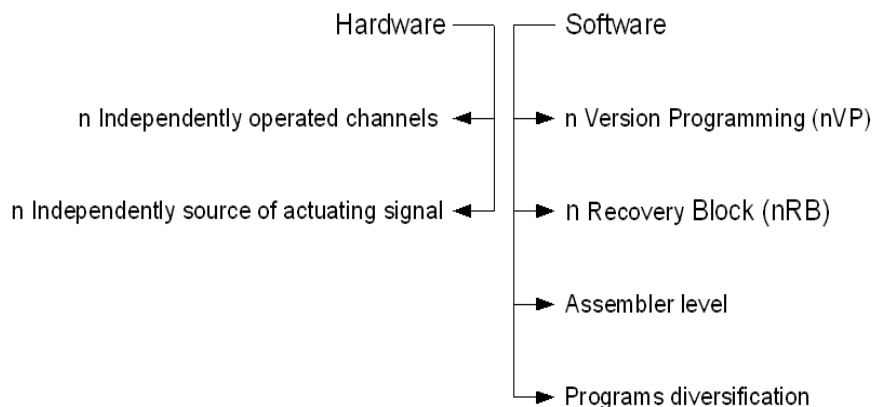 Hardware
Software
n Independently operated channels
n Version Programming (nVP)
n Independently source of actuating signal
n Recovery Block (nRB)
Assembler level
Programs diversification